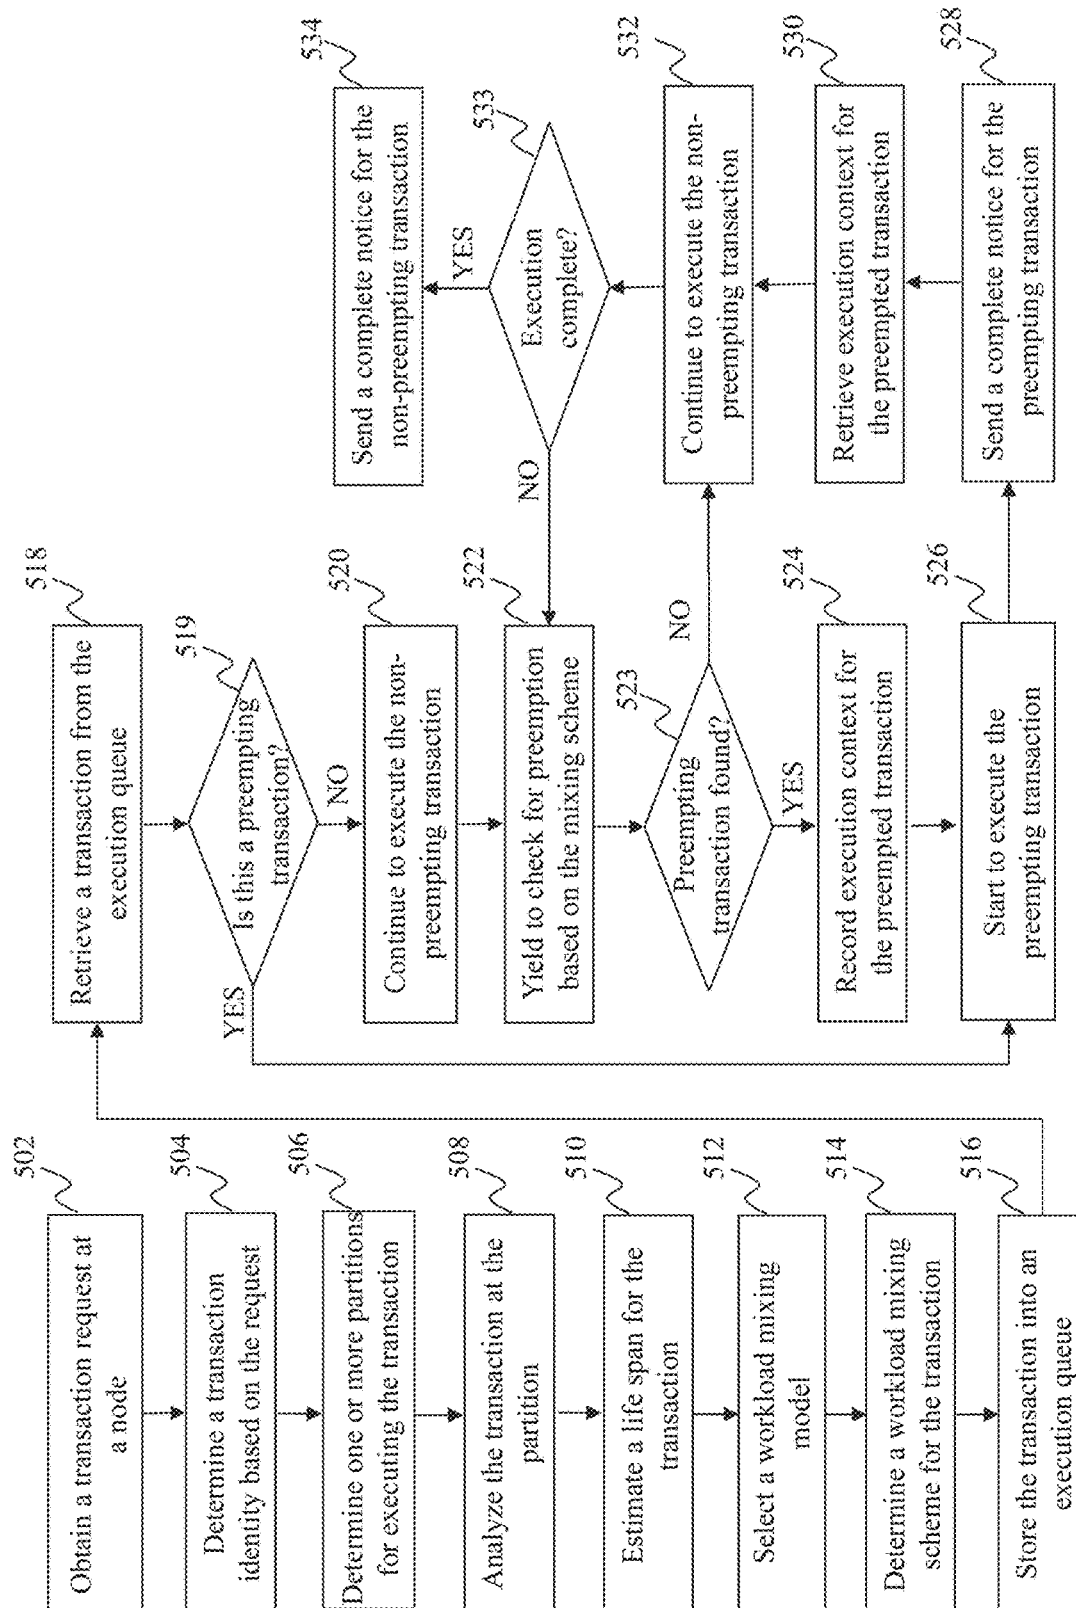 502
Obtain a transaction request at
a node
504
Determine a transaction
identity based on the request
506
Determine one or more partitions
for executing the transaction
508
Analyze the transaction at the
partition
510
Estimate a life span for the
transaction
512
Select a workload mixing
model
514
Determine a workload mixing
scheme for the transaction
516
Store the transaction into an
execution queue
518
Retrieve a transaction from the
execution queue
519
Is this a preempting
transaction?
YES
NO
520
Continue to execute the non-
preempting transaction
522
Yield to check for preemption
based on the mixing scheme
523
Preempting
transaction found?
NO
YES
524
Record execution context for
the preempted transaction
526
Start to execute the
preempting transaction
528
Send a complete notice for the
preempting transaction
530
Retrieve execution context for
the preempted transaction
532
Continue to execute the non-
preempting transaction
533
Execution
complete?
NO
YES
534
Send a complete notice for the
non-preempting transaction